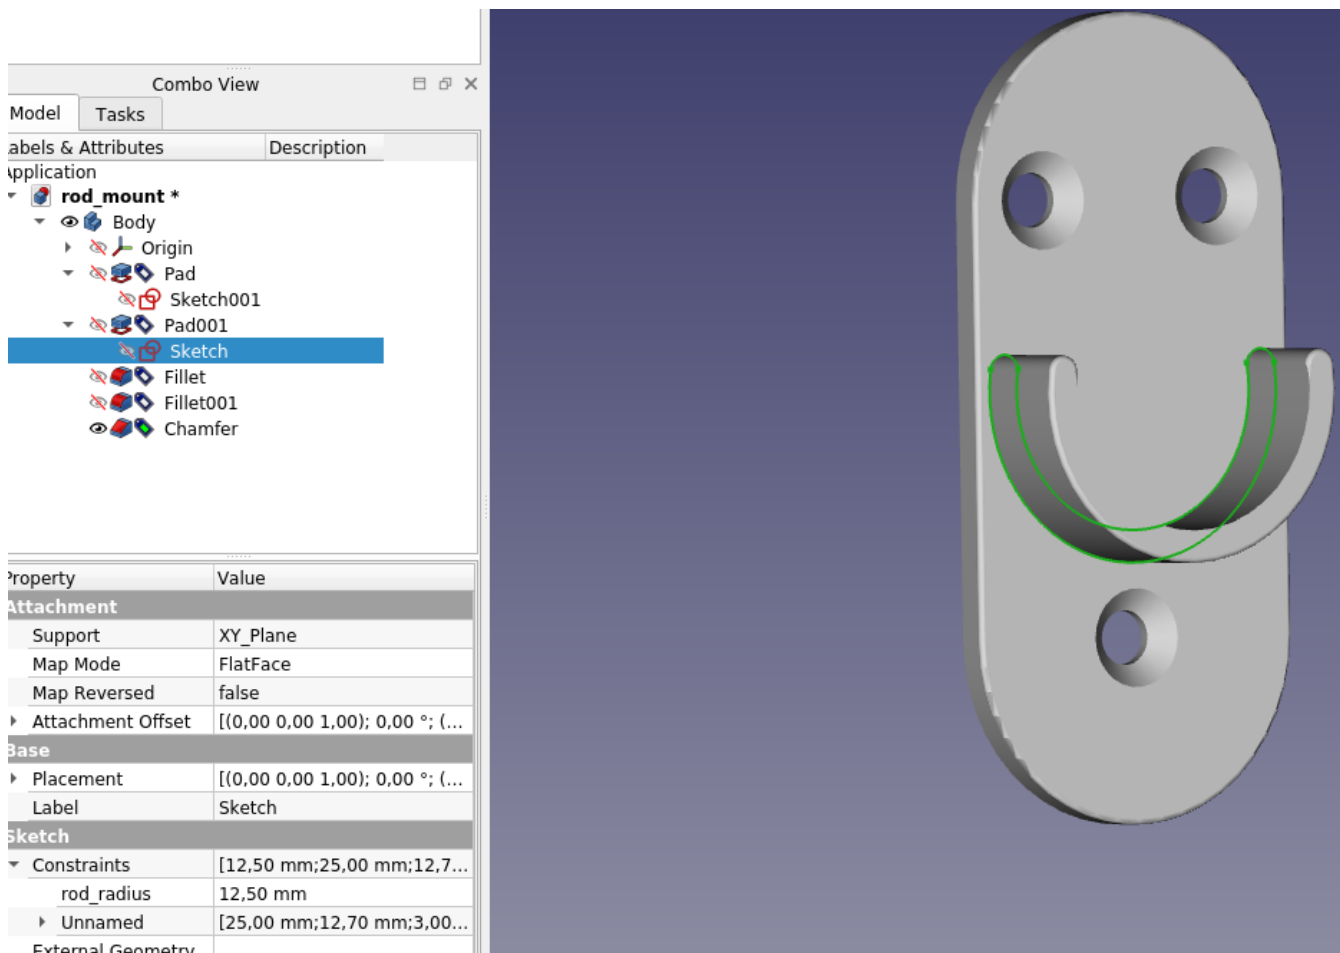 Combo View
Model Tasks
Labels & Attributes Description
Application
rod_mount *
Body
Origin
Pad
Sketch001
Pad001
Sketch
Fillet
Fillet001
Chamfer
Property Value
Attachment
Support XY_Plane
Map Mode FlatFace
Map Reversed false
Attachment Offset [(0,00 0,00 1,00); 0,00 °; (...
Base
Placement [(0,00 0,00 1,00); 0,00 °; (...
Label Sketch
Sketch
Constraints [12,50 mm;25,00 mm;12,7...
rod_radius 12,50 mm
Unnamed [25,00 mm;12,70 mm;3,00...
External Geometry